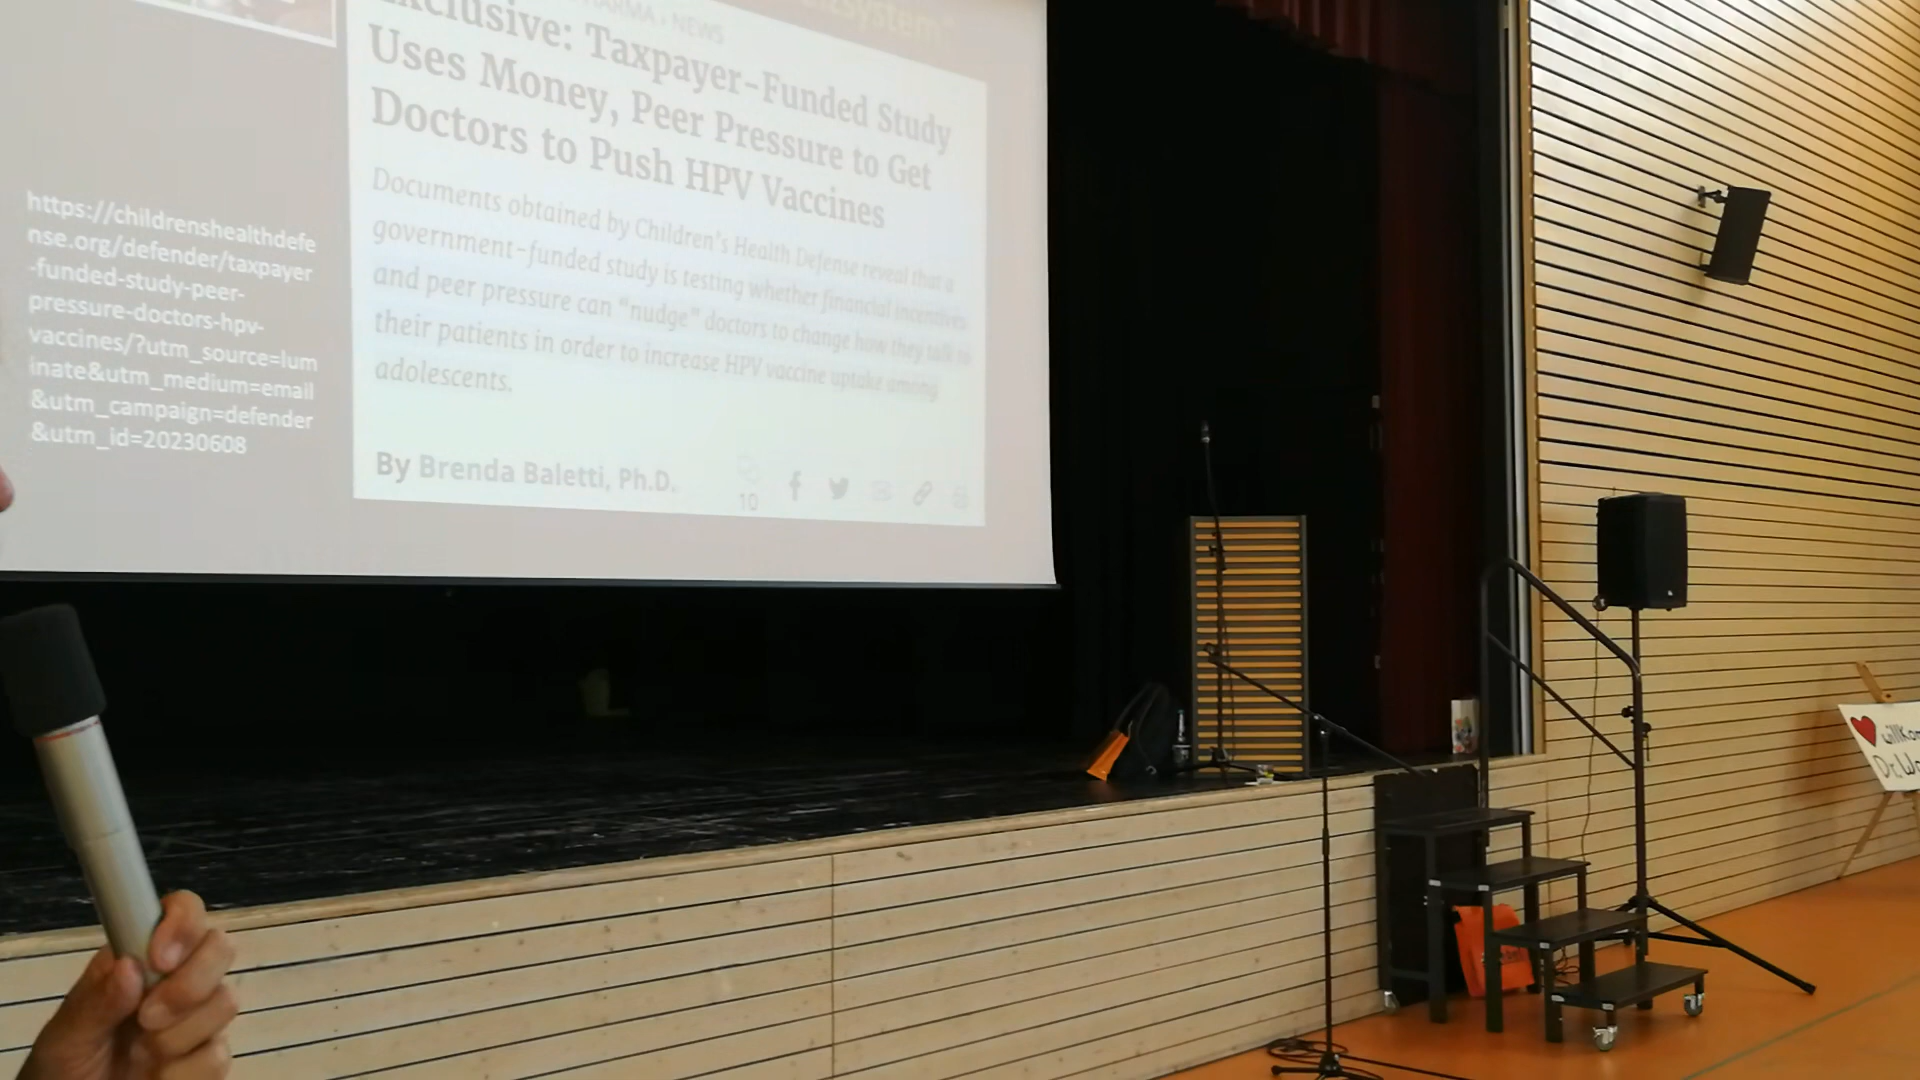 NEWS
Exclusive: Taxpayer-Funded Study
Uses Money, Peer Pressure to Get
Doctors to Push HPV Vaccines
Documents obtained by Children's Health Defense reveal that a
government-funded study is testing whether financial incentives
and peer pressure can "nudge" doctors to change how they talk to
their patients in order to increase HPV vaccine uptake among
adolescents.
By Brenda Baletti, Ph.D.
10
https://childrenshealthdefe
nse.org/defender/taxpayer
-funded-study-peer-
pressure-doctors-hpv-
vaccines/?utm_source=lum
inate&utm_medium=email
&utm_campaign=defender
&utm_id=20230608
Dr.